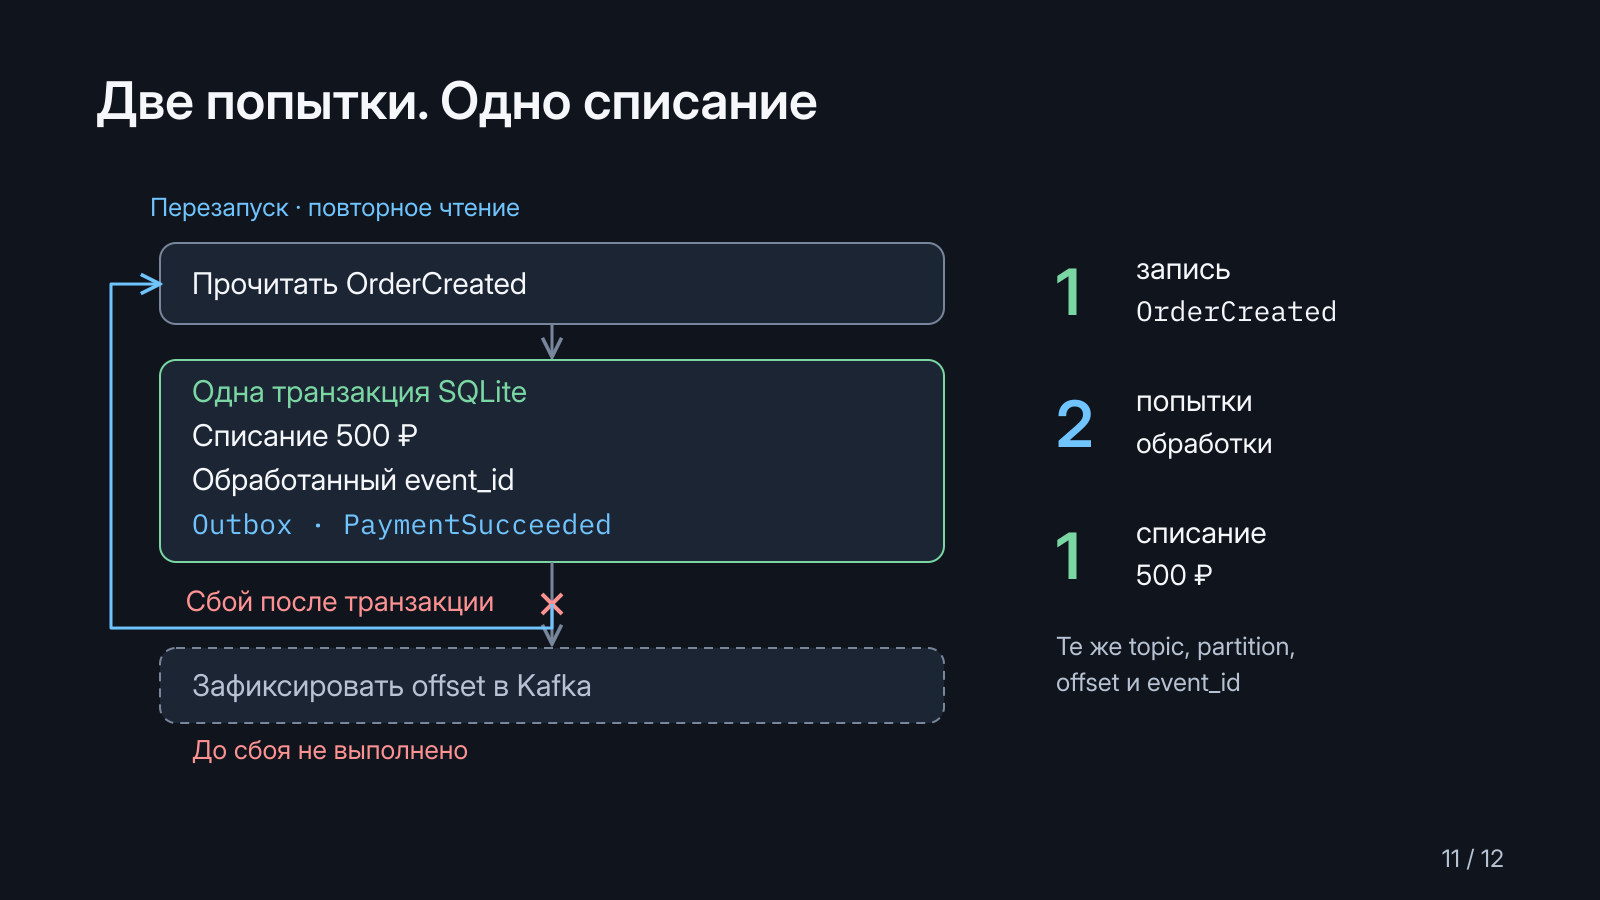 Две попытки. Одно списание
Перезапуск · повторное чтение
Прочитать OrderCreated
Одна транзакция SQLite
Списание 500 ₽
Обработанный event_id
Outbox · PaymentSucceeded
Сбой после транзакции
Зафиксировать offset в Kafka
До сбоя не выполнено
1
запись
OrderCreated
2
попытки
обработки
1
списание
500 ₽
Те же topic, partition,
offset и event_id
11 / 12